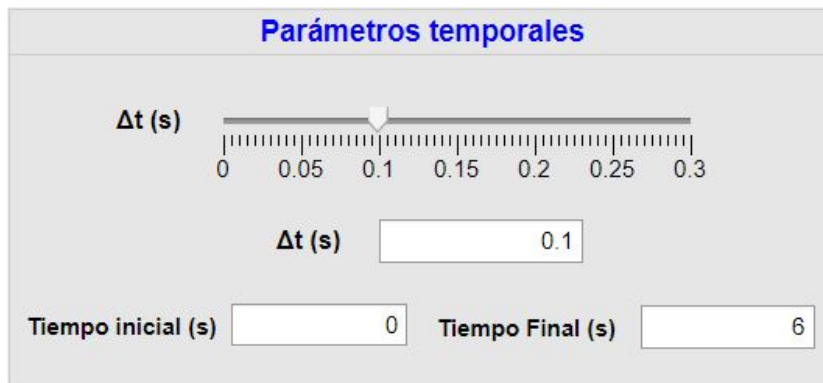 Parámetros temporales
Δt (s)
0 0.05 0.1 0.15 0.2 0.25 0.3
Δt (s) 0.1
Tiempo inicial (s) 0 Tiempo Final (s) 6